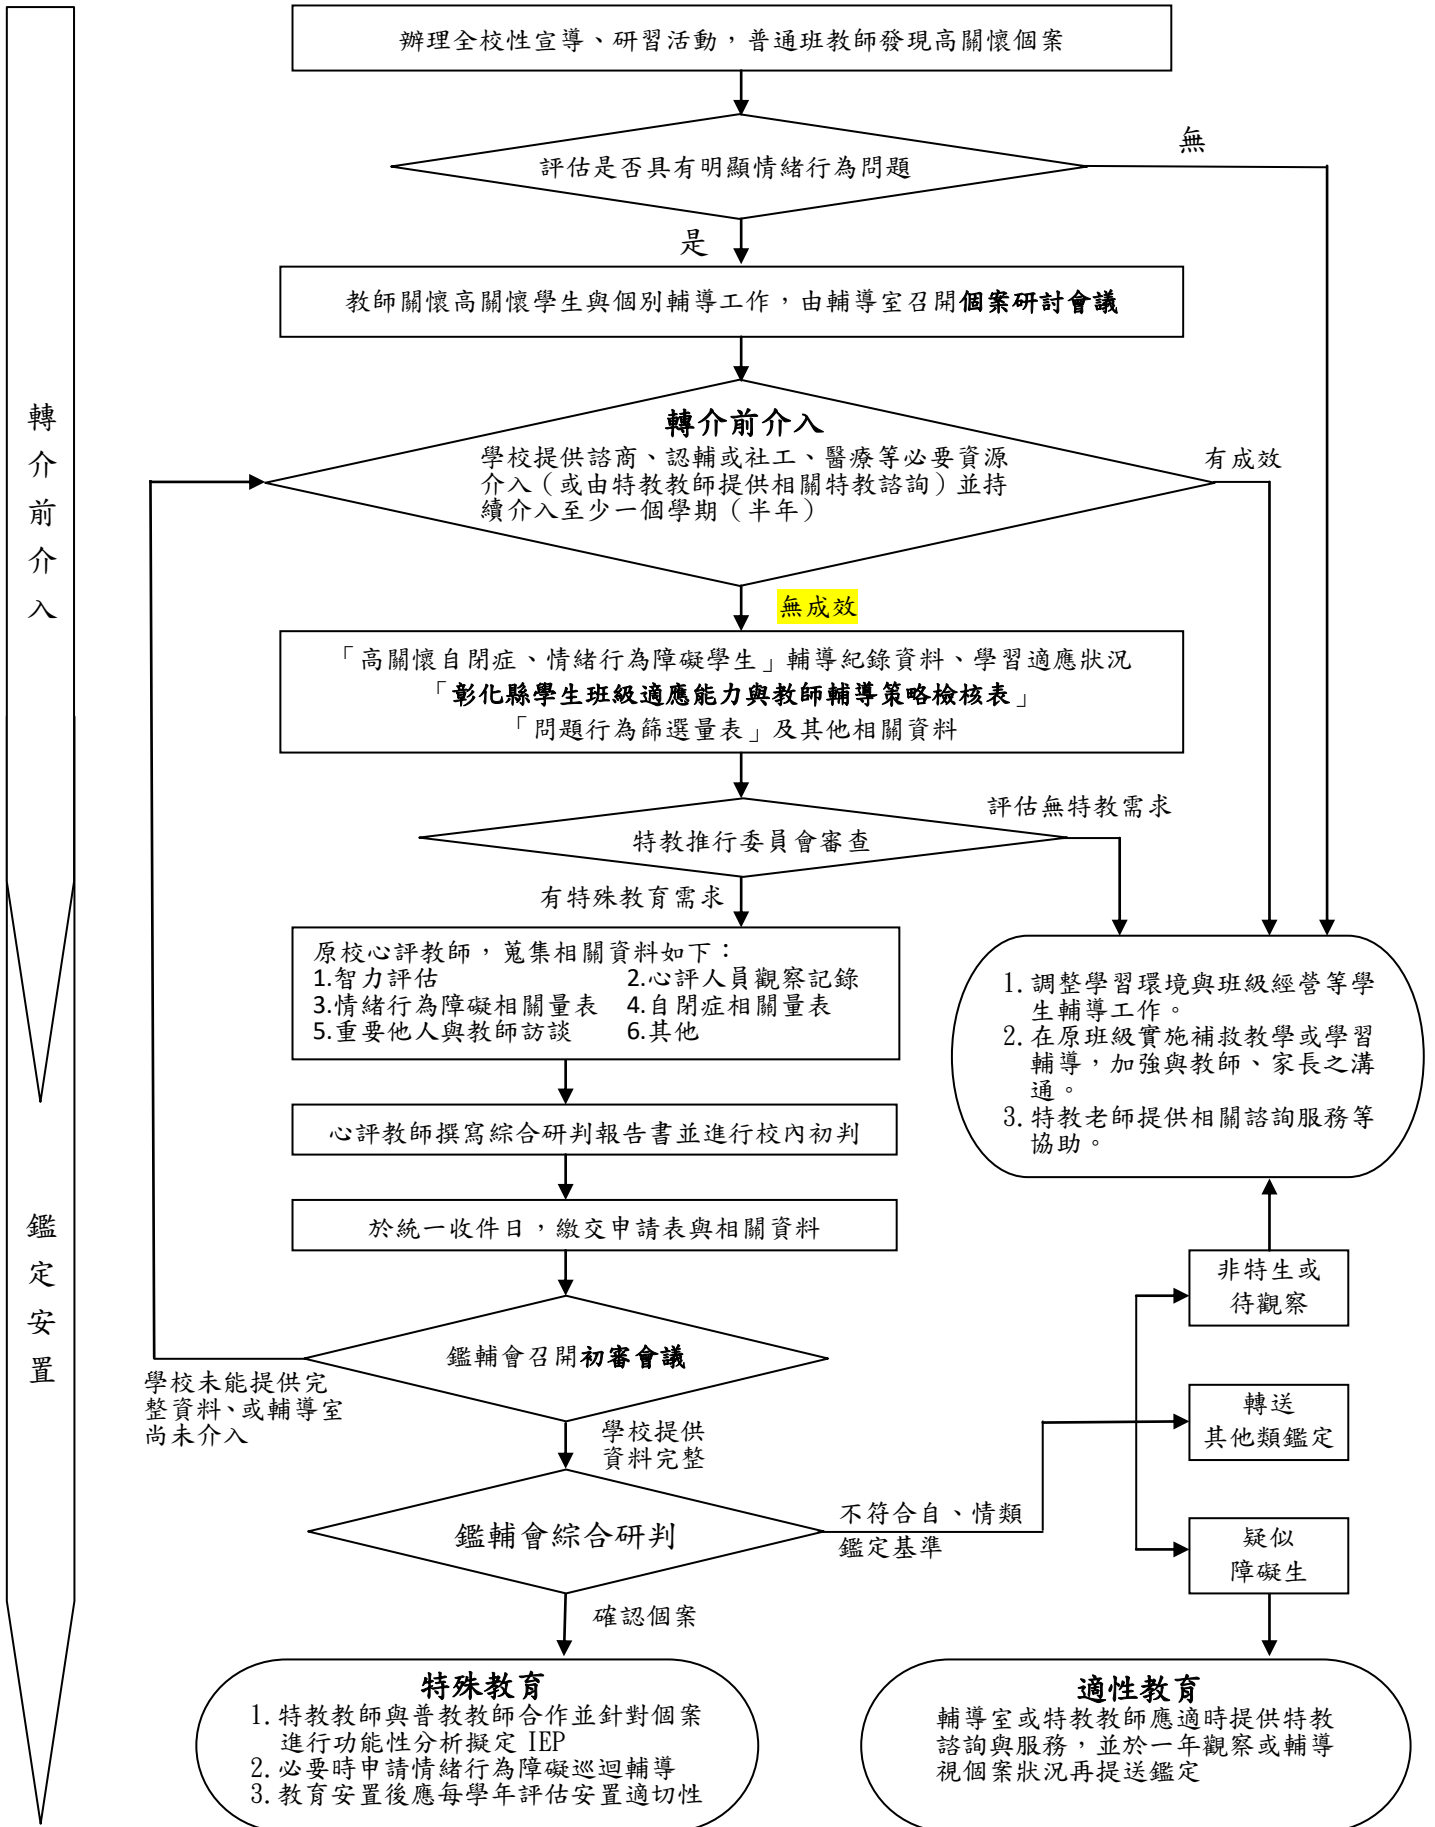 辦理全校性宣導、研習活動，普通班教師發現高關懷個案
評估是否具有明顯情緒行為問題
無
是
教師關懷高關懷學生與個別輔導工作，由輔導室召開個案研討會議
轉介前介入
轉介前介入
學校提供諮商、認輔或社工、醫療等必要資源
介入（或由特教教師提供相關特教諮詢）並持
續介入至少一個學期（半年）
有成效
無成效
「高關懷自閉症、情緒行為障礙學生」輔導紀錄資料、學習適應狀況
「彰化縣學生班級適應能力與教師輔導策略檢核表」
「問題行為篩選量表」及其他相關資料
特教推行委員會審查
評估無特教需求
有特殊教育需求
原校心評教師，蒐集相關資料如下：
1.智力評估 2.心評人員觀察記錄
3.情緒行為障礙相關量表 4.自閉症相關量表
5.重要他人與教師訪談 6.其他
1. 調整學習環境與班級經營等學
生輔導工作。
2. 在原班級實施補救教學或學習
輔導，加強與教師、家長之溝
通。
3. 特教老師提供相關諮詢服務等
協助。
心評教師撰寫綜合研判報告書並進行校內初判
於統一收件日，繳交申請表與相關資料
鑑定安置
鑑輔會召開初審會議
學校未能提供完
整資料、或輔導室
尚未介入
學校提供
資料完整
鑑輔會綜合研判
不符合自、情類
鑑定基準
非特生或
待觀察
轉送
其他類鑑定
疑似
障礙生
確認個案
特殊教育
1. 特教教師與普教教師合作並針對個案
進行功能性分析擬定 IEP
2. 必要時申請情緒行為障礙巡迴輔導
3. 教育安置後應每學年評估安置適切性
適性教育
輔導室或特教教師應適時提供特教
諮詢與服務，並於一年觀察或輔導
視個案狀況再提送鑑定